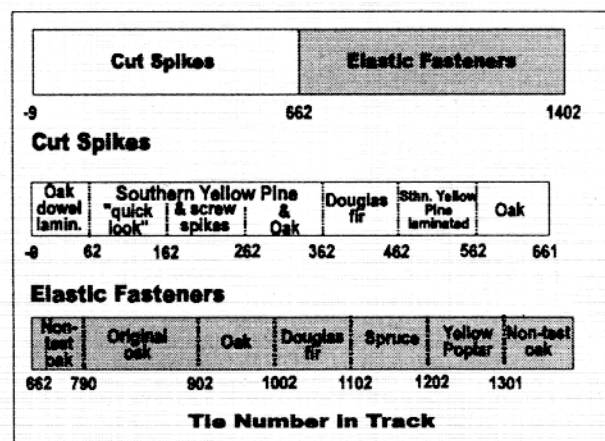 Cut Spikes Elastic Fasteners
-9 662 1402
Cut Spikes
Oak dowel lamin.
Southern Yellow Pine
"quick look"
& screw spikes
& Oak
Douglas fir
Sthn. Yellow Pine laminated
Oak
-9 62 162 262 362 462 562 661
Elastic Fasteners
Non-test oak
Original oak
Oak
Douglas fir
Spruce
Yellow Poplar
Non-test oak
662 790 902 1002 1102 1202 1301
Tie Number in Track